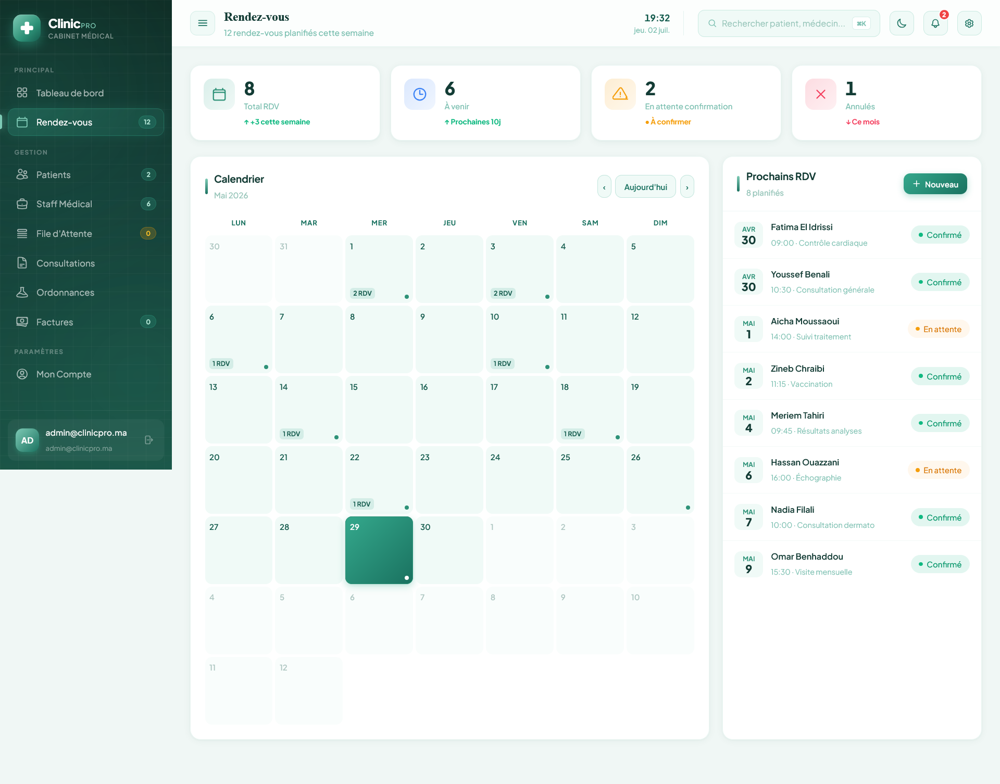 ClinicPRO
CABINET MÉDICAL
PRINCIPAL
Tableau de bord
Rendez-vous 12
GESTION
Patients 2
Staff Médical 6
File d'Attente 0
Consultations
Ordonnances
Factures 0
PARAMÈTRES
Mon Compte
AD
admin@clinicpro.ma
admin@clinicpro.ma
Rendez-vous
12 rendez-vous planifiés cette semaine
19:32
jeu. 02 juil.
Rechercher patient, médecin... ⌘K
2
8
Total RDV
↑ +3 cette semaine
6
À venir
↑ Prochaines 10j
2
En attente confirmation
● À confirmer
1
Annulés
↓ Ce mois
Calendrier
Mai 2026
‹ Aujourd'hui ›
LUN MAR MER JEU VEN SAM DIM
30 31 1 2 3 4 5
2 RDV 2 RDV
6 7 8 9 10 11 12
1 RDV 1 RDV
13 14 15 16 17 18 19
1 RDV 1 RDV
20 21 22 23 24 25 26
1 RDV
27 28 29 30 1 2 3
4 5 6 7 8 9 10
11 12
Prochains RDV
8 planifiés
+ Nouveau
AVR
30
Fatima El Idrissi
09:00 · Contrôle cardiaque
Confirmé
AVR
30
Youssef Benali
10:30 · Consultation générale
Confirmé
MAI
1
Aicha Moussaoui
14:00 · Suivi traitement
En attente
MAI
2
Zineb Chraibi
11:15 · Vaccination
Confirmé
MAI
4
Meriem Tahiri
09:45 · Résultats analyses
Confirmé
MAI
6
Hassan Ouazzani
16:00 · Échographie
En attente
MAI
7
Nadia Filali
10:00 · Consultation dermato
Confirmé
MAI
9
Omar Benhaddou
15:30 · Visite mensuelle
Confirmé